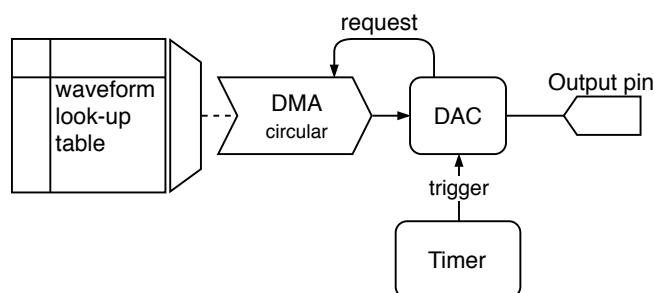 request
waveform
look-up
table
DMA
circular
DAC
Output pin
trigger
Timer